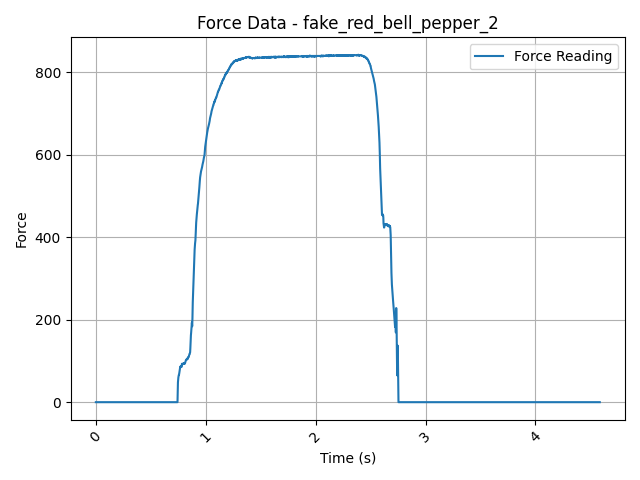 Force Data - fake_red_bell_pepper_2
Force Reading
Force
800
600
400
200
0
0 1 2 3 4
Time (s)